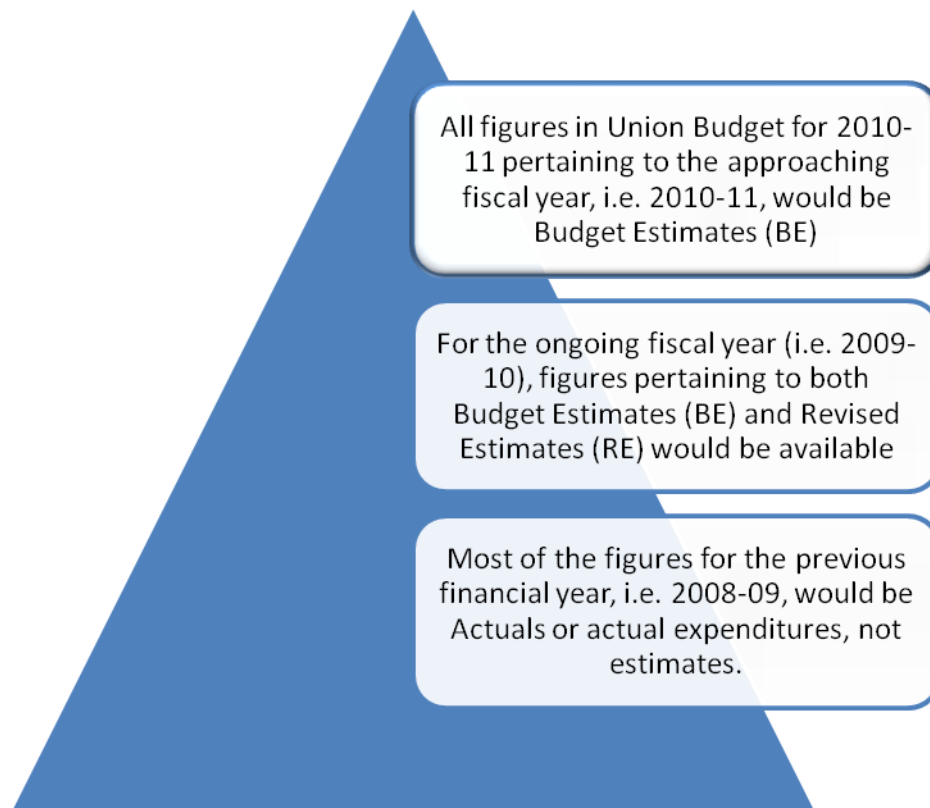 All figures in Union Budget for 2010-
11 pertaining to the approaching
fiscal year, i.e. 2010-11, would be
Budget Estimates (BE)
For the ongoing fiscal year (i.e. 2009-
10), figures pertaining to both
Budget Estimates (BE) and Revised
Estimates (RE) would be available
Most of the figures for the previous
financial year, i.e. 2008-09, would be
Actuals or actual expenditures, not
estimates.